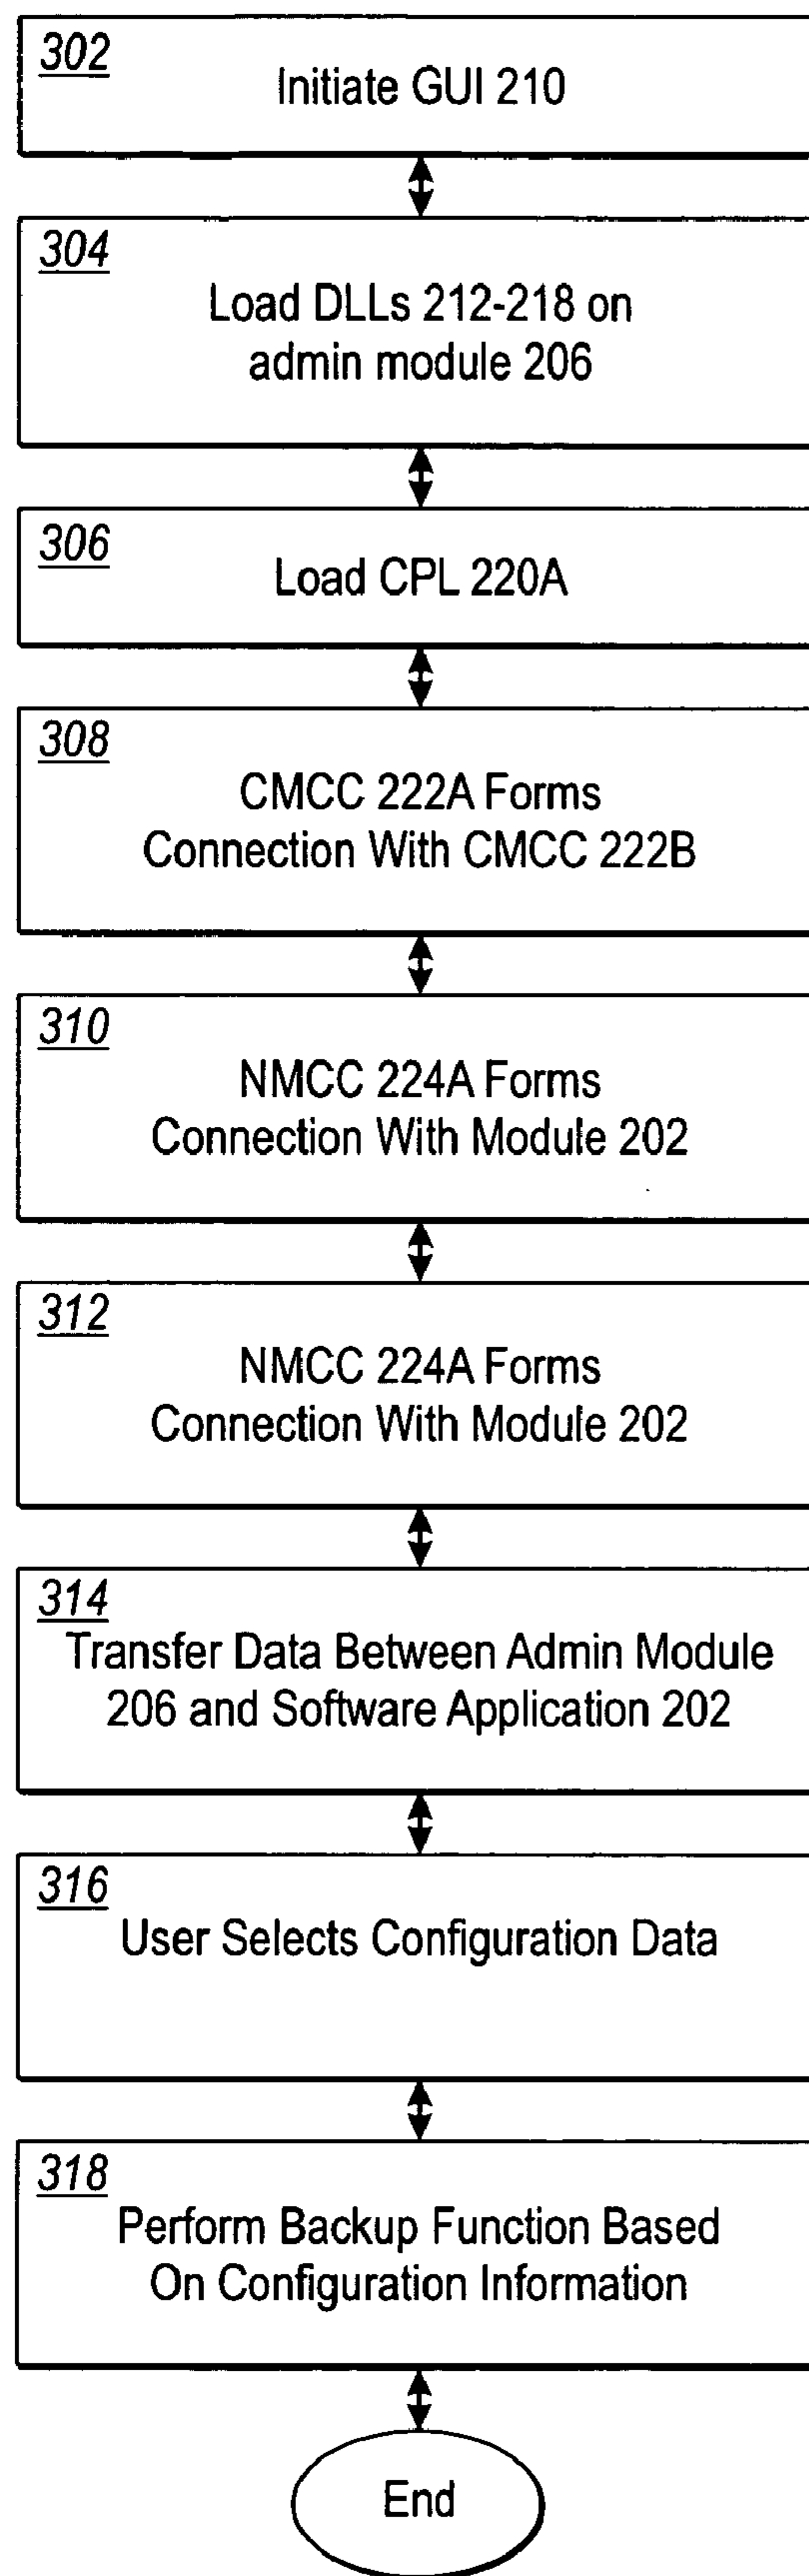 302
Initiate GUI 210
304
Load DLLs 212-218 on
admin module 206
306
Load CPL 220A
308
CMCC 222A Forms
Connection With CMCC 222B
310
NMCC 224A Forms
Connection With Module 202
312
NMCC 224A Forms
Connection With Module 202
314
Transfer Data Between Admin Module
206 and Software Application 202
316
User Selects Configuration Data
318
Perform Backup Function Based
On Configuration Information
End